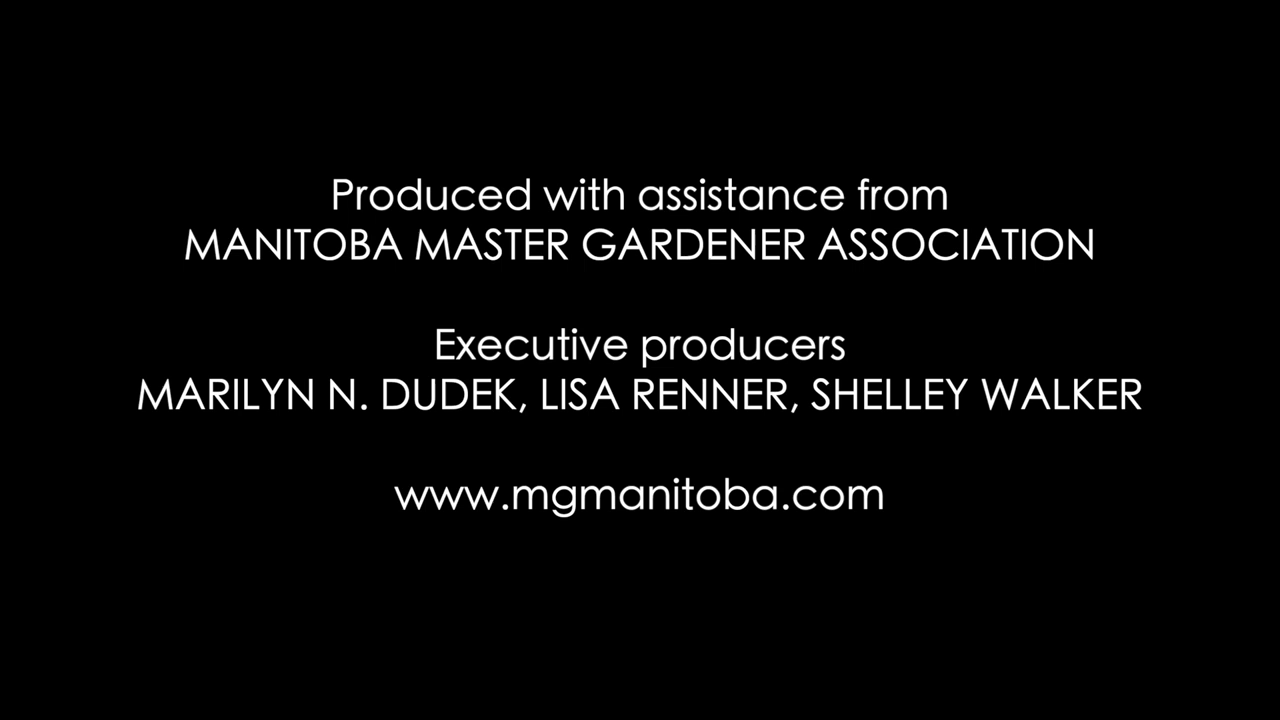 Produced with assistance from
MANITOBA MASTER GARDENER ASSOCIATION
Executive producers
MARILYN N. DUDEK, LISA RENNER, SHELLEY WALKER
www.mgmanitoba.com